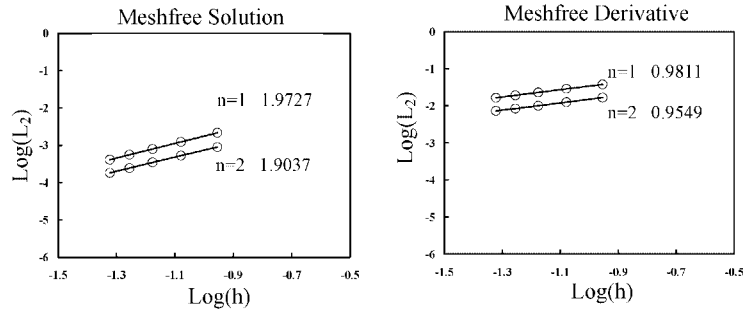 Meshfree Solution
0
-1
-2
-3
-4
-5
-6
Log(L2)
n=1 1.9727
n=2 1.9037
-1.5 -1.3 -1.1 -0.9 -0.7 -0.5
Log(h)
Meshfree Derivative
0
-1
-2
-3
-4
-5
-6
Log(L2)
n=1 0.9811
n=2 0.9549
-1.5 -1.3 -1.1 -0.9 -0.7 -0.5
Log(h)